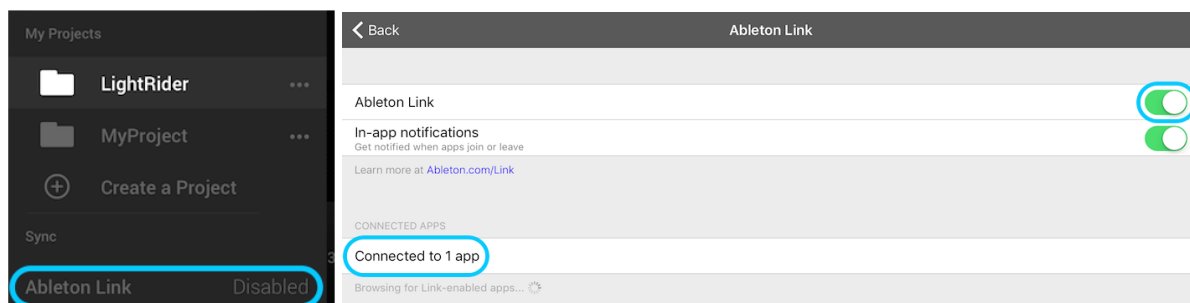 My Projects
LightRider
MyProject
Create a Project
Sync
Ableton Link Disabled
3
Back
Ableton Link
Ableton Link
In-app notifications
Get notified when apps join or leave
Learn more at Ableton.com/Link
CONNECTED APPS
Connected to 1 app
Browsing for Link-enabled apps...